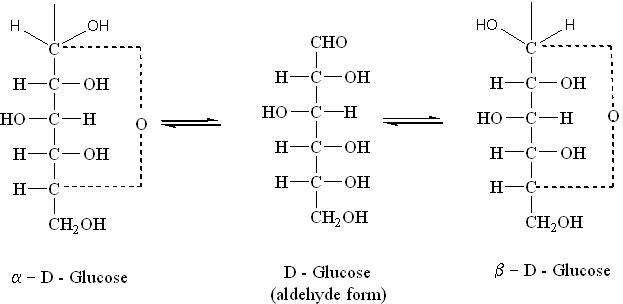 H OH
C
H C OH
HO C H
H C OH
H C
CH₂OH
O
α – D - Glucose
CHO
H C OH
HO C H
H C OH
H C OH
CH₂OH
D - Glucose
(aldehyde form)
HO H
C
H C OH
HO C H
H C OH
H C
CH₂OH
O
β – D - Glucose